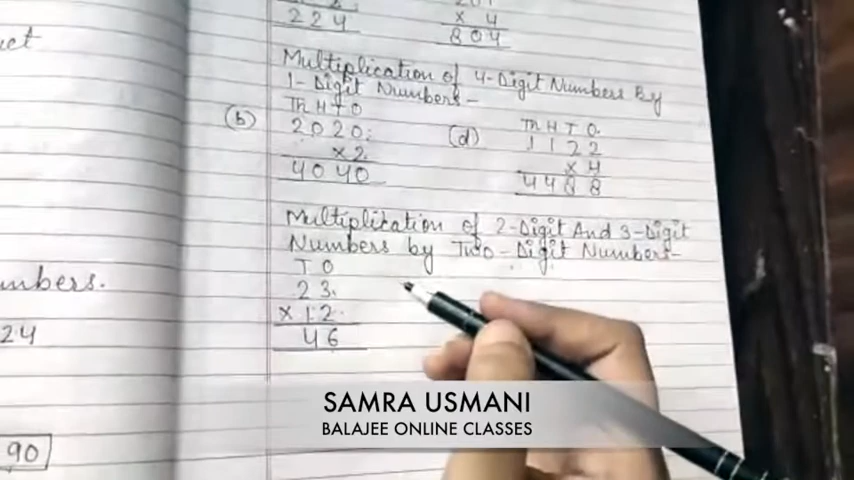 uct
224
× 4
804
Multiplication of 4-Digit Numbers By
1-Digit Numbers-
Th H T O
(b) 2020
×2
4040
Th H T O
(d) 1122
×4
4488
Multiplication of 2-Digit And 3-Digit
Numbers by Two-Digit Numbers-
T O
23
×12
46
umbers.
24
90
SAMRA USMANI
BALAJEE ONLINE CLASSES